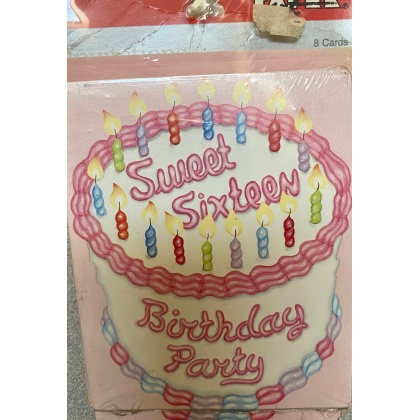 8 Cards
Sweet
Sixteen
Birthday
Party